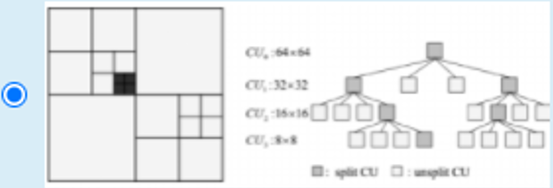 CU₀:64×64
CU₁:32×32
CU₂:16×16
CU₃:8×8
: split CU : unsplit CU